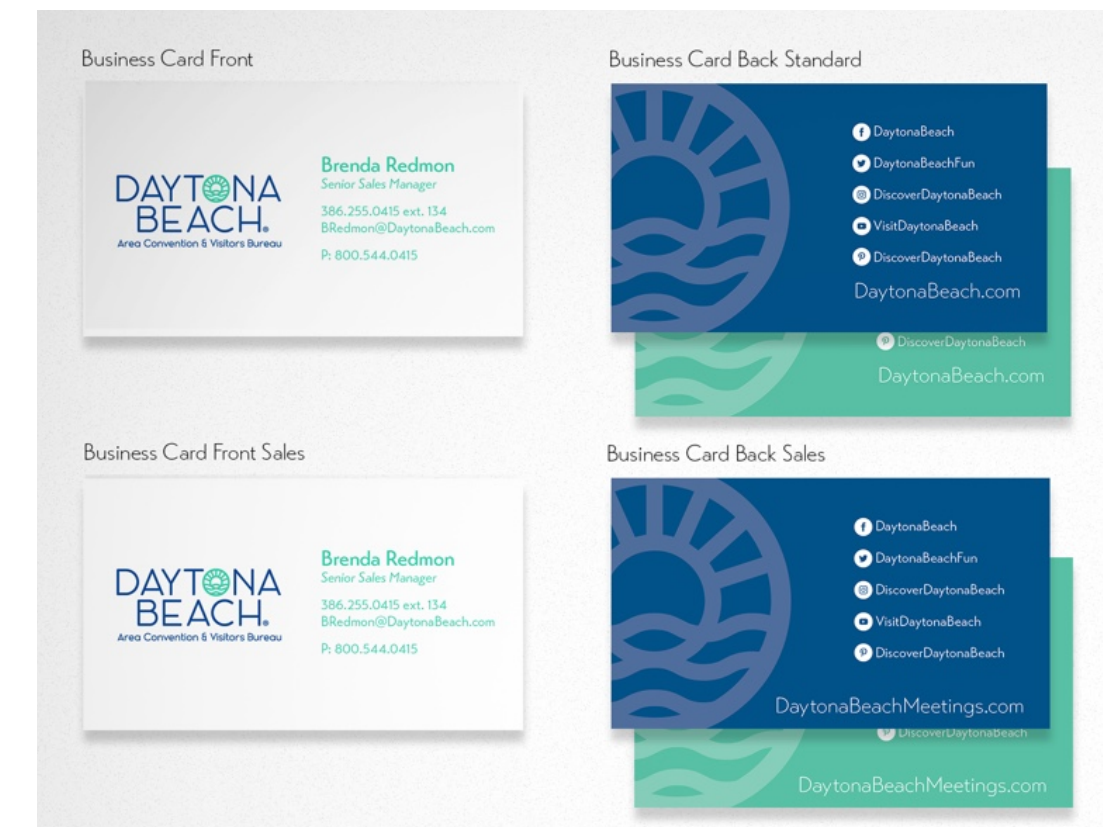 Business Card Front
DAYTONA
BEACH®
Area Convention & Visitors Bureau
Brenda Redmon
Senior Sales Manager
386.255.0415 ext. 134
BRedmon@DaytonaBeach.com
P: 800.544.0415
Business Card Back Standard
DaytonaBeach
DaytonaBeachFun
DiscoverDaytonaBeach
VisitDaytonaBeach
DiscoverDaytonaBeach
DaytonaBeach.com
DiscoverDaytonaBeach
DaytonaBeach.com
Business Card Front Sales
DAYTONA
BEACH®
Area Convention & Visitors Bureau
Brenda Redmon
Senior Sales Manager
386.255.0415 ext. 134
BRedmon@DaytonaBeach.com
P: 800.544.0415
Business Card Back Sales
DaytonaBeach
DaytonaBeachFun
DiscoverDaytonaBeach
VisitDaytonaBeach
DiscoverDaytonaBeach
DaytonaBeachMeetings.com
DiscoverDaytonaBeach
DaytonaBeachMeetings.com